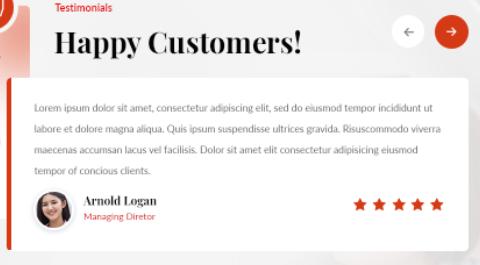 Testimonials
Happy Customers!
Lorem ipsum dolor sit amet, consectetur adipiscing elit, sed do eiusmod tempor incididunt ut
labore et dolore magna aliqua. Quis ipsum suspendisse ultrices gravida. Risuscommodo viverra
maecenas accumsan lacus vel facilisis. Dolor sit amet elit consectetur adipisicing eiusmod
tempor of concious clients.
Arnold Logan
Managing Diretor